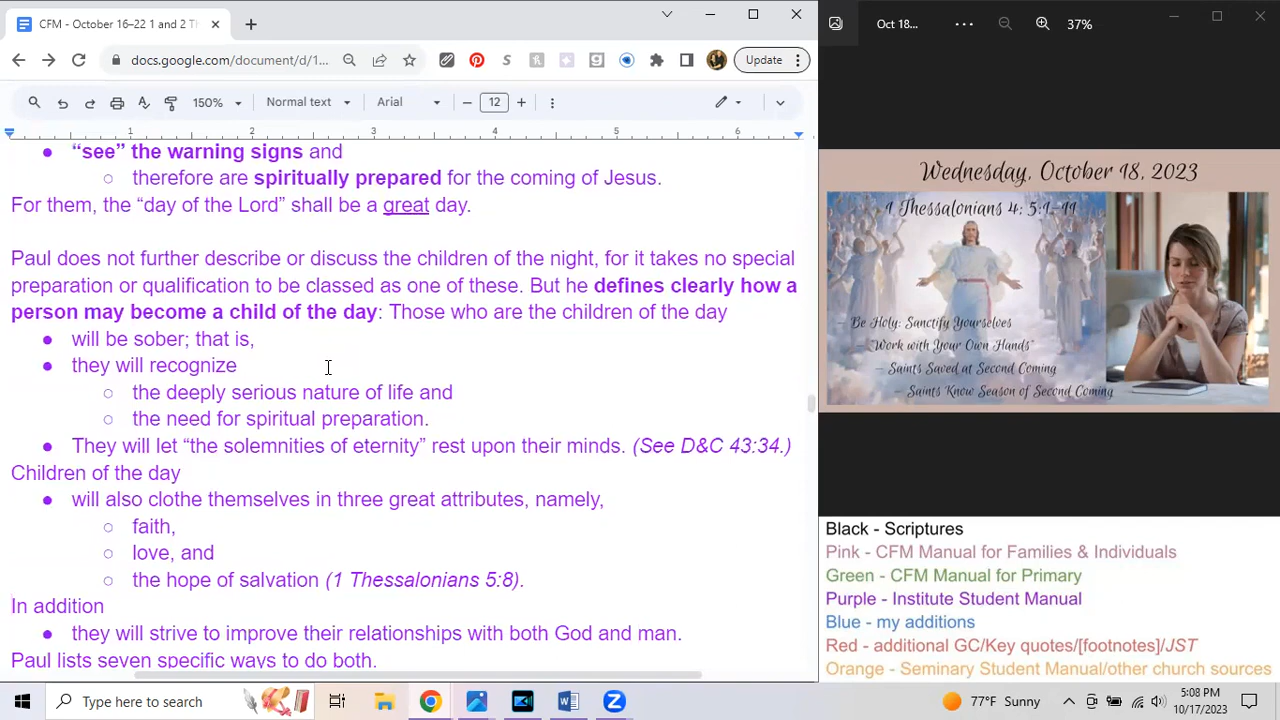 CFM - October 16–22 1 and 2 Th
docs.google.com/document/d/1...
Update
150%
Normal text
Arial
12
1 2 3 4 5 6
“see” the warning signs and
therefore are spiritually prepared for the coming of Jesus.
For them, the “day of the Lord” shall be a great day.
Paul does not further describe or discuss the children of the night, for it takes no special
preparation or qualification to be classed as one of these. But he defines clearly how a
person may become a child of the day: Those who are the children of the day
will be sober; that is,
they will recognize
the deeply serious nature of life and
the need for spiritual preparation.
They will let “the solemnities of eternity” rest upon their minds. (See D&C 43:34.)
Children of the day
will also clothe themselves in three great attributes, namely,
faith,
love, and
the hope of salvation (1 Thessalonians 5:8).
In addition
they will strive to improve their relationships with both God and man.
Paul lists seven specific ways to do both.
Oct 18...
37%
Wednesday, October 18, 2023
1 Thessalonians 4; 5:1-11
– Be Holy: Sanctify Yourselves
– "Work with Your Own Hands"
– Saints Saved at Second Coming
– Saints Know Season of Second Coming
Black - Scriptures
Pink - CFM Manual for Families & Individuals
Green - CFM Manual for Primary
Purple - Institute Student Manual
Blue - my additions
Red - additional GC/Key quotes/[footnotes]/JST
Orange - Seminary Student Manual/other church sources
Type here to search
77°F Sunny
5:08 PM
10/17/2023